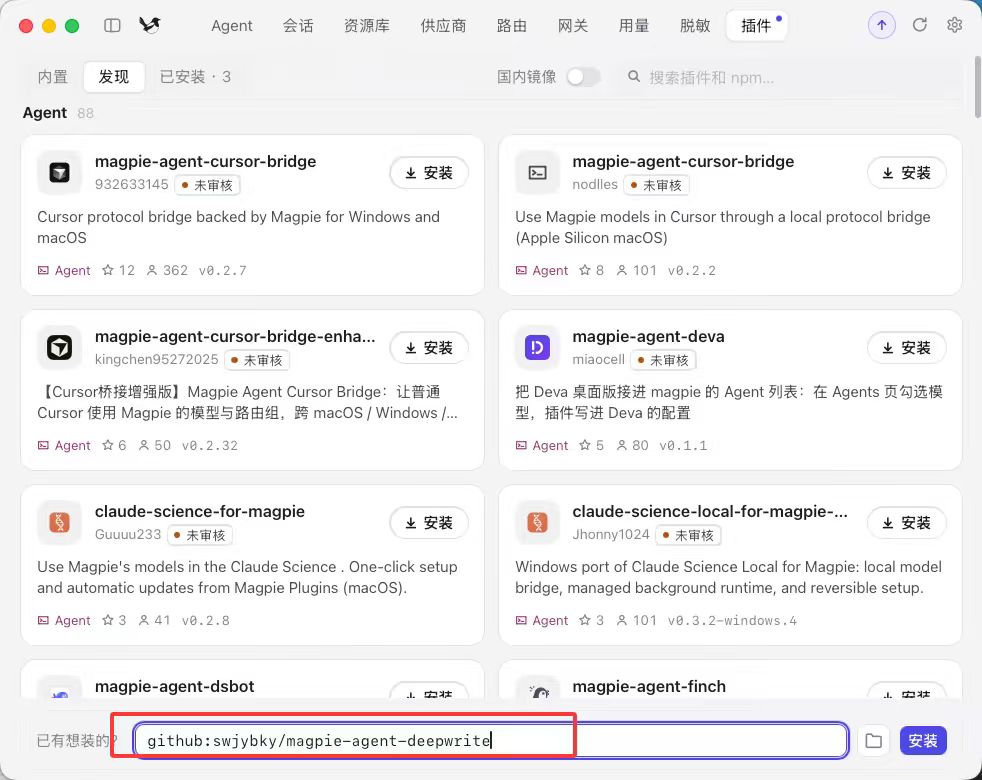 Agent 会话 资源库 供应商 路由 网关 用量 脱敏 插件
内置 发现 已安装 · 3 国内镜像 搜索插件和 npm...
Agent 88
magpie-agent-cursor-bridge
932633145 未审核
安装
Cursor protocol bridge backed by Magpie for Windows and
macOS
Agent 12 362 v0.2.7
magpie-agent-cursor-bridge
nodlles 未审核
安装
Use Magpie models in Cursor through a local protocol bridge
(Apple Silicon macOS)
Agent 8 101 v0.2.2
magpie-agent-cursor-bridge-enha...
kingchen95272025 未审核
安装
【Cursor桥接增强版】Magpie Agent Cursor Bridge：让普通
Cursor 使用 Magpie 的模型与路由组，跨 macOS / Windows /...
Agent 6 50 v0.2.32
magpie-agent-deva
miaocell 未审核
安装
把 Deva 桌面版接进 magpie 的 Agent 列表：在 Agents 页勾选模
型，插件写进 Deva 的配置
Agent 5 80 v0.1.1
claude-science-for-magpie
Guuuu233 未审核
安装
Use Magpie's models in the Claude Science . One-click setup
and automatic updates from Magpie Plugins (macOS).
Agent 3 41 v0.2.8
claude-science-local-for-magpie-...
Jhonny1024 未审核
安装
Windows port of Claude Science Local for Magpie: local model
bridge, managed background runtime, and reversible setup.
Agent 3 101 v0.3.2-windows.4
magpie-agent-dsbot
安装
magpie-agent-finch
安装
已有想装的? github:swjybky/magpie-agent-deepwrite 安装